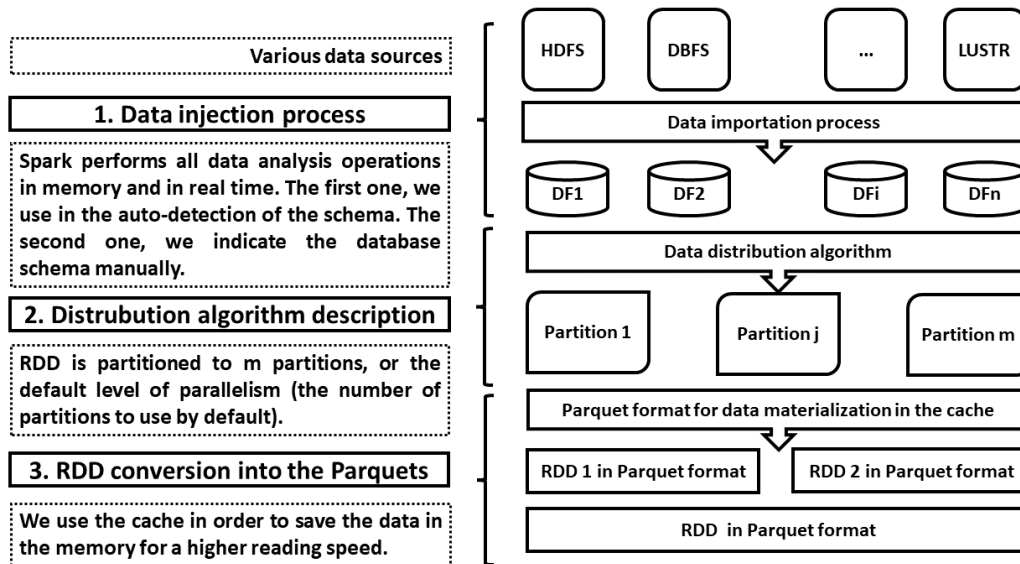 Various data sources
1. Data injection process
Spark performs all data analysis operations
in memory and in real time. The first one, we
use in the auto-detection of the schema. The
second one, we indicate the database
schema manually.
2. Distrubution algorithm description
RDD is partitioned to m partitions, or the
default level of parallelism (the number of
partitions to use by default).
3. RDD conversion into the Parquets
We use the cache in order to save the data in
the memory for a higher reading speed.
HDFS
DBFS
...
LUSTR
Data importation process
DF1
DF2
DFi
DFn
Data distribution algorithm
Partition 1
Partition j
Partition m
Parquet format for data materialization in the cache
RDD 1 in Parquet format
RDD 2 in Parquet format
RDD in Parquet format